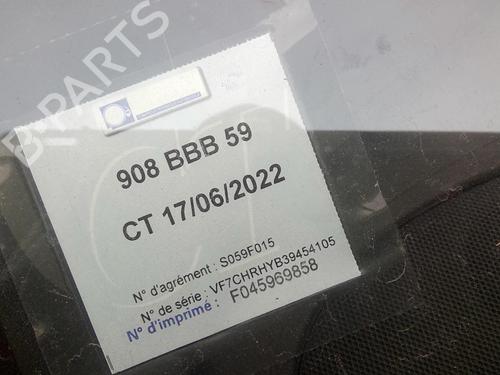 B-PARTS
908 BBB 59
CT 17/06/2022
N° d'agrément : S059F015
N° de série : VF7CHRHYB39454105
N° d'imprimé : F045969858